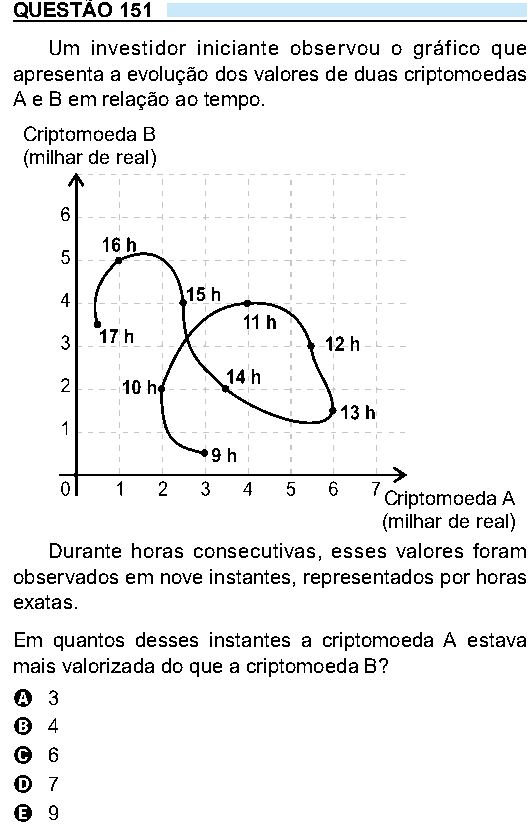 QUESTÃO 151
Um investidor iniciante observou o gráfico que
apresenta a evolução dos valores de duas criptomoedas
A e B em relação ao tempo.
Criptomoeda B
(milhar de real)
6
5
4
3
2
1
0
1 2 3 4 5 6 7
16 h
15 h
17 h
11 h
12 h
10 h
14 h
13 h
9 h
Criptomoeda A
(milhar de real)
Durante horas consecutivas, esses valores foram
observados em nove instantes, representados por horas
exatas.
Em quantos desses instantes a criptomoeda A estava
mais valorizada do que a criptomoeda B?
A 3
B 4
C 6
D 7
E 9